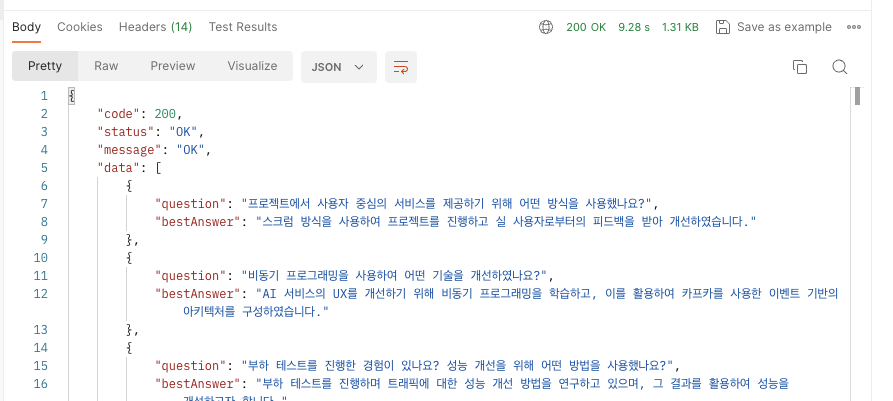 Body Cookies Headers (14) Test Results 200 OK 9.28 s 1.31 KB Save as example
Pretty Raw Preview Visualize JSON
1 {
2 "code": 200,
3 "status": "OK",
4 "message": "OK",
5 "data": [
6 {
7 "question": "프로젝트에서 사용자 중심의 서비스를 제공하기 위해 어떤 방식을 사용했나요?",
8 "bestAnswer": "스크럼 방식을 사용하여 프로젝트를 진행하고 실 사용자로부터의 피드백을 받아 개선하였습니다."
9 },
10 {
11 "question": "비동기 프로그래밍을 사용하여 어떤 기술을 개선하였나요?",
12 "bestAnswer": "AI 서비스의 UX를 개선하기 위해 비동기 프로그래밍을 학습하고, 이를 활용하여 카프카를 사용한 이벤트 기반의
아키텍처를 구성하였습니다."
13 },
14 {
15 "question": "부하 테스트를 진행한 경험이 있나요? 성능 개선을 위해 어떤 방법을 사용했나요?",
16 "bestAnswer": "부하 테스트를 진행하며 트래픽에 대한 성능 개선 방법을 연구하고 있으며, 그 결과를 활용하여 성능을
개선하고자 합니다."